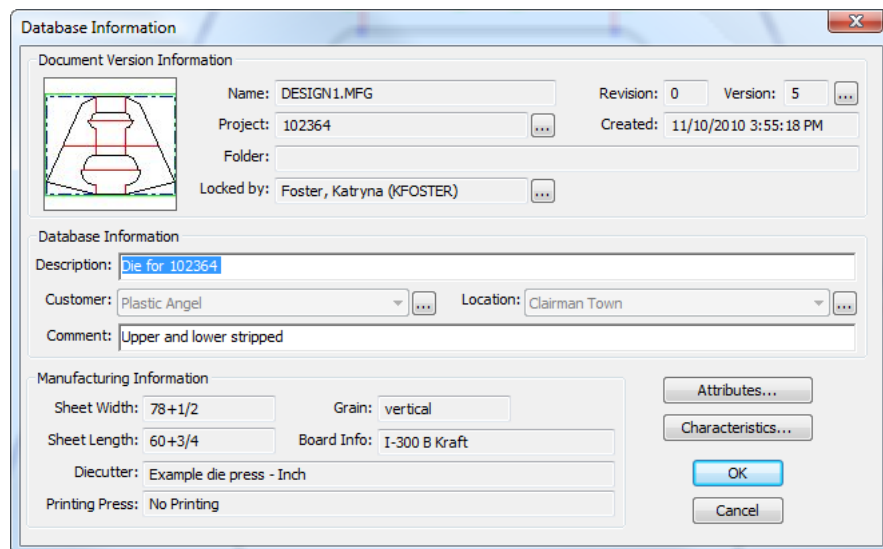 Database Information
Document Version Information
Name: DESIGN1.MFG Revision: 0 Version: 5 ...
Project: 102364 ... Created: 11/10/2010 3:55:18 PM
Folder:
Locked by: Foster, Katryna (KFOSTER) ...
Database Information
Description: Die for 102364
Customer: Plastic Angel ... Location: Clairman Town ...
Comment: Upper and lower stripped
Manufacturing Information
Attributes...
Sheet Width: 78+1/2 Grain: vertical
Characteristics...
Sheet Length: 60+3/4 Board Info: I-300 B Kraft
Diecutter: Example die press - Inch
OK
Printing Press: No Printing
Cancel